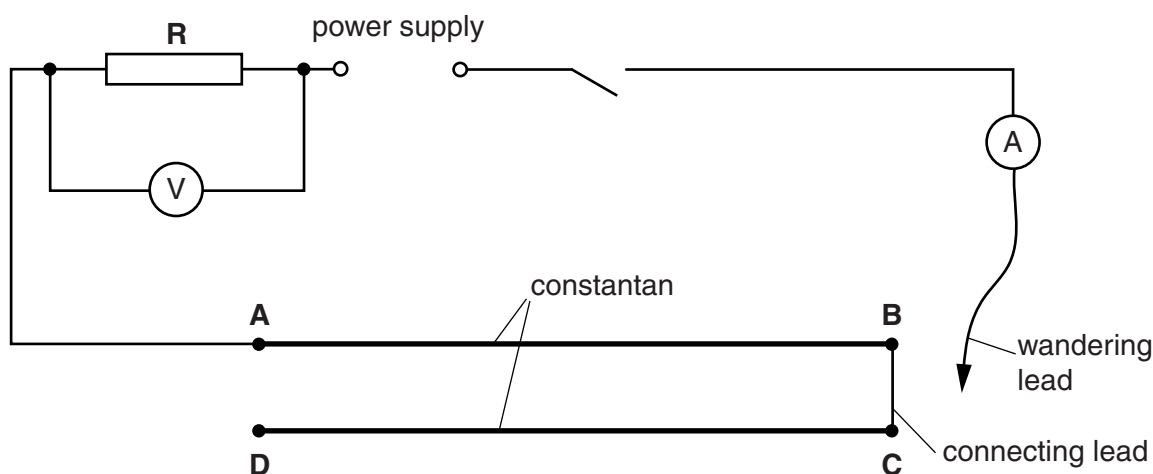 R
power supply
A
V
constantan
A
B
wandering
lead
D
C
connecting lead